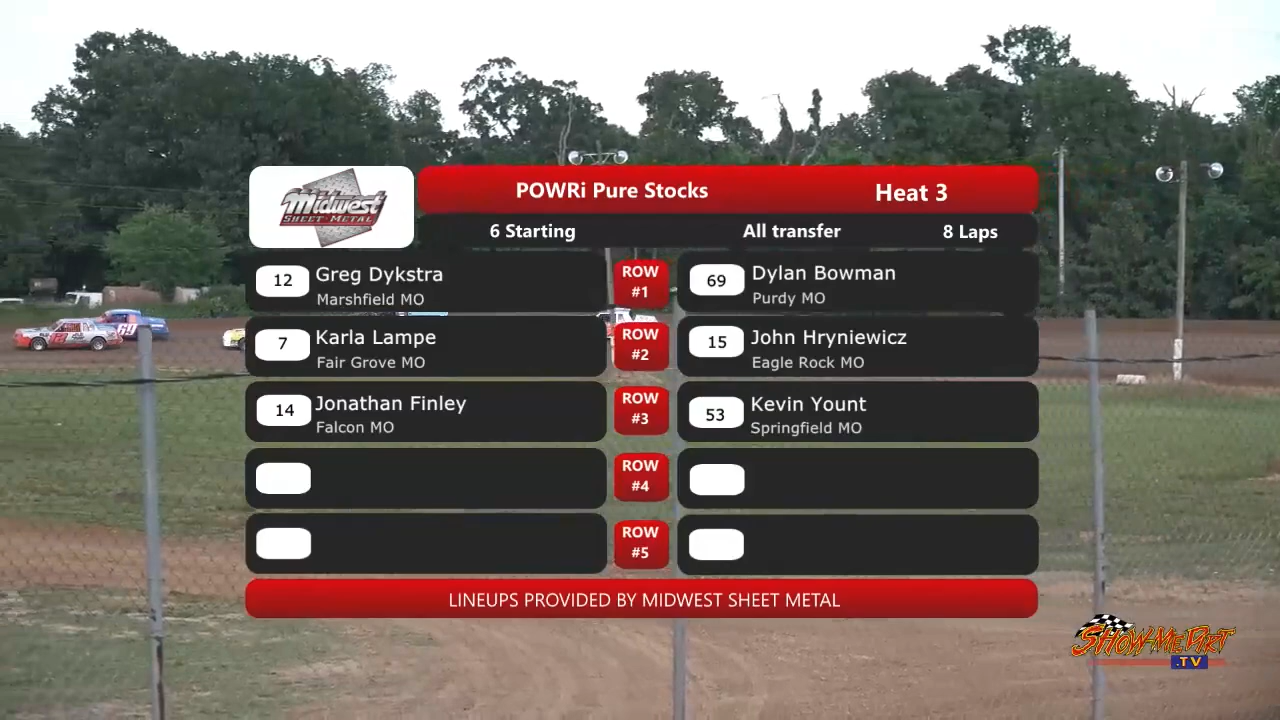 Midwest
SHEET-METAL
POWRi Pure Stocks
Heat 3
6 Starting
All transfer
8 Laps
12
Greg Dykstra
Marshfield MO
ROW
#1
69
Dylan Bowman
Purdy MO
7
Karla Lampe
Fair Grove MO
ROW
#2
15
John Hryniewicz
Eagle Rock MO
14
Jonathan Finley
Falcon MO
ROW
#3
53
Kevin Yount
Springfield MO
ROW
#4
ROW
#5
LINEUPS PROVIDED BY MIDWEST SHEET METAL
12
69
SHOW-ME DIRT
.TV